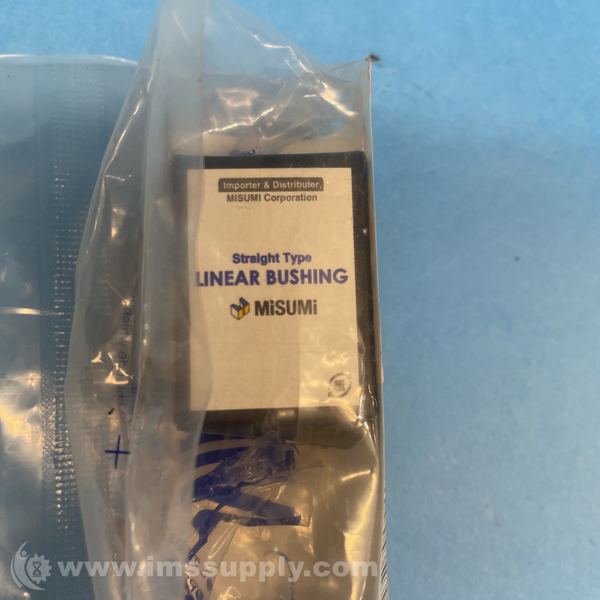 Importer & Distributer,
MISUMI Corporation
Straight Type
LINEAR BUSHING
MiSUMi
www.imssupply.com